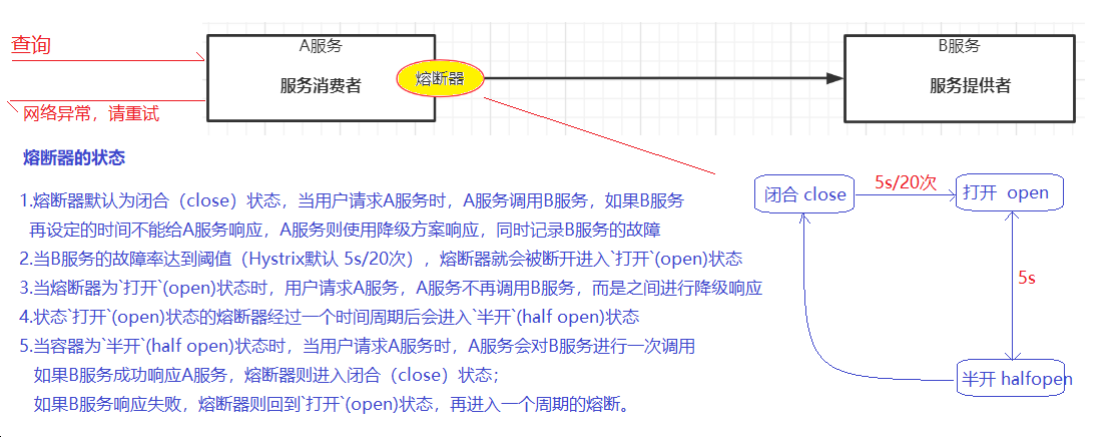 查询
A服务
服务消费者
熔断器
B服务
服务提供者
网络异常，请重试
熔断器的状态
1.熔断器默认为闭合（close）状态，当用户请求A服务时，A服务调用B服务，如果B服务
再设定的时间不能给A服务响应，A服务则使用降级方案响应，同时记录B服务的故障
2.当B服务的故障率达到阈值（Hystrix默认 5s/20次），熔断器就会被断开进入`打开`(open)状态
3.当熔断器为`打开`(open)状态时，用户请求A服务，A服务不再调用B服务，而是之间进行降级响应
4.状态`打开`(open)状态的熔断器经过一个时间周期后会进入`半开`(half open)状态
5.当容器为`半开`(half open)状态时，当用户请求A服务时，A服务会对B服务进行一次调用
如果B服务成功响应A服务，熔断器则进入闭合（close）状态；
如果B服务响应失败，熔断器则回到`打开`(open)状态，再进入一个周期的熔断。
闭合 close
5s/20次
打开 open
5s
半开 halfopen